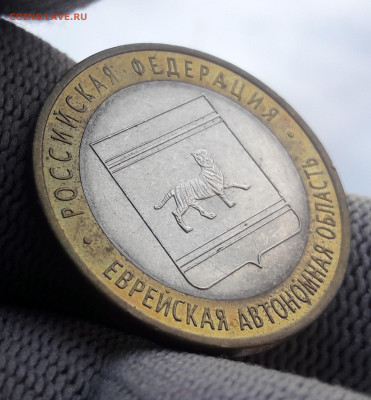 РОССИЙСКАЯ ФЕДЕРАЦИЯ
ЕВРЕЙСКАЯ АВТОНОМНАЯ ОБЛАСТЬ